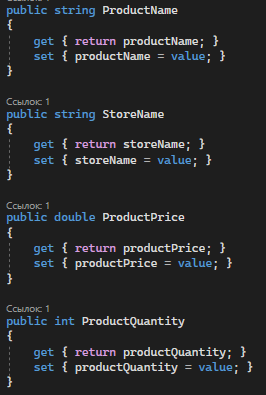 public string ProductName
{
    get { return productName; }
    set { productName = value; }
}
Ссылок: 1
public string StoreName
{
    get { return storeName; }
    set { storeName = value; }
}
Ссылок: 1
public double ProductPrice
{
    get { return productPrice; }
    set { productPrice = value; }
}
Ссылок: 1
public int ProductQuantity
{
    get { return productQuantity; }
    set { productQuantity = value; }
}